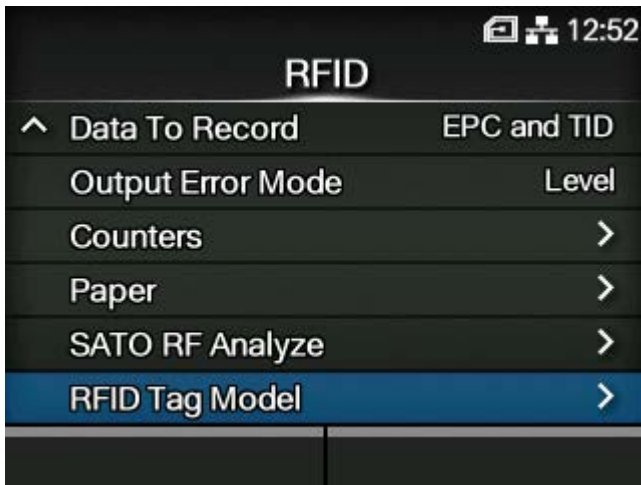 12:52
RFID
Data To Record EPC and TID
Output Error Mode Level
Counters
Paper
SATO RF Analyze
RFID Tag Model